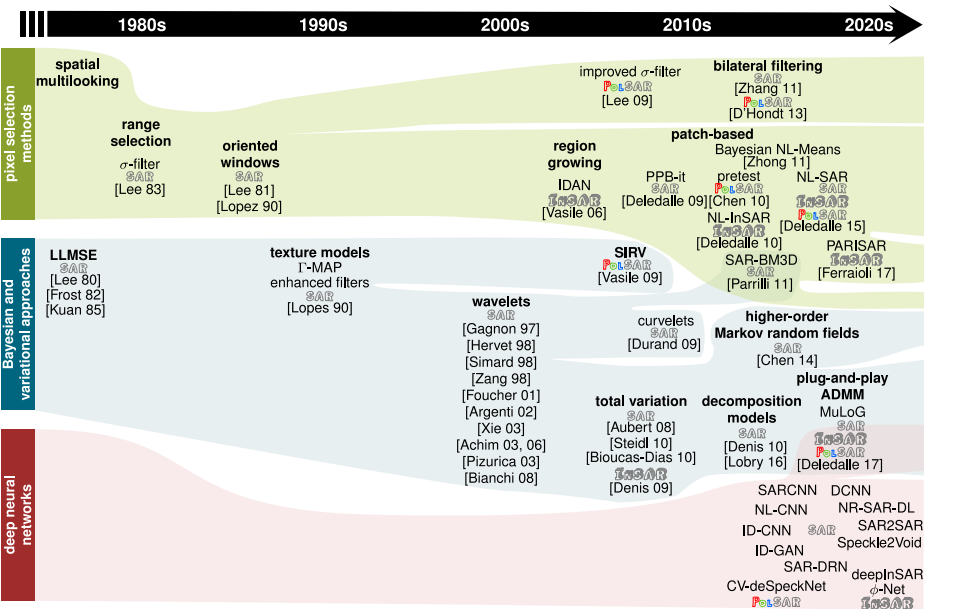 1980s 1990s 2000s 2010s 2020s
pixel selection
methods
spatial
multilooking
range
selection
σ-filter
SAR
[Lee 83]
oriented
windows
SAR
[Lee 81]
[Lopez 90]
region
growing
IDAN
InSAR
[Vasile 06]
improved σ-filter
PolSAR
[Lee 09]
bilateral filtering
SAR
[Zhang 11]
PolSAR
[D'Hondt 13]
patch-based
Bayesian NL-Means
[Zhong 11]
PPB-it
SAR
[Deledalle 09]
pretest
PolSAR
[Chen 10]
NL-SAR
SAR
InSAR
PolSAR
[Deledalle 15]
NL-InSAR
InSAR
[Deledalle 10]
SAR-BM3D
SAR
[Parrilli 11]
PARISAR
InSAR
[Ferraioli 17]
Bayesian and
variational approaches
LLMSE
SAR
[Lee 80]
[Frost 82]
[Kuan 85]
texture models
Γ-MAP
enhanced filters
SAR
[Lopes 90]
SIRV
PolSAR
[Vasile 09]
wavelets
SAR
[Gagnon 97]
[Hervet 98]
[Simard 98]
[Zang 98]
[Foucher 01]
[Argenti 02]
[Xie 03]
[Achim 03, 06]
[Pizurica 03]
[Bianchi 08]
curvelets
SAR
[Durand 09]
higher-order
Markov random fields
SAR
[Chen 14]
total variation
SAR
[Aubert 08]
[Steidl 10]
[Bioucas-Dias 10]
InSAR
[Denis 09]
decomposition
models
SAR
[Denis 10]
[Lobry 16]
plug-and-play
ADMM
MuLoG
SAR
InSAR
PolSAR
[Deledalle 17]
deep neural
networks
SARCNN DCNN
NL-CNN NR-SAR-DL
ID-CNN SAR SAR2SAR
Speckle2Void
ID-GAN
SAR-DRN
deepInSAR
CV-deSpeckNet
PolSAR
ϕ-Net
InSAR